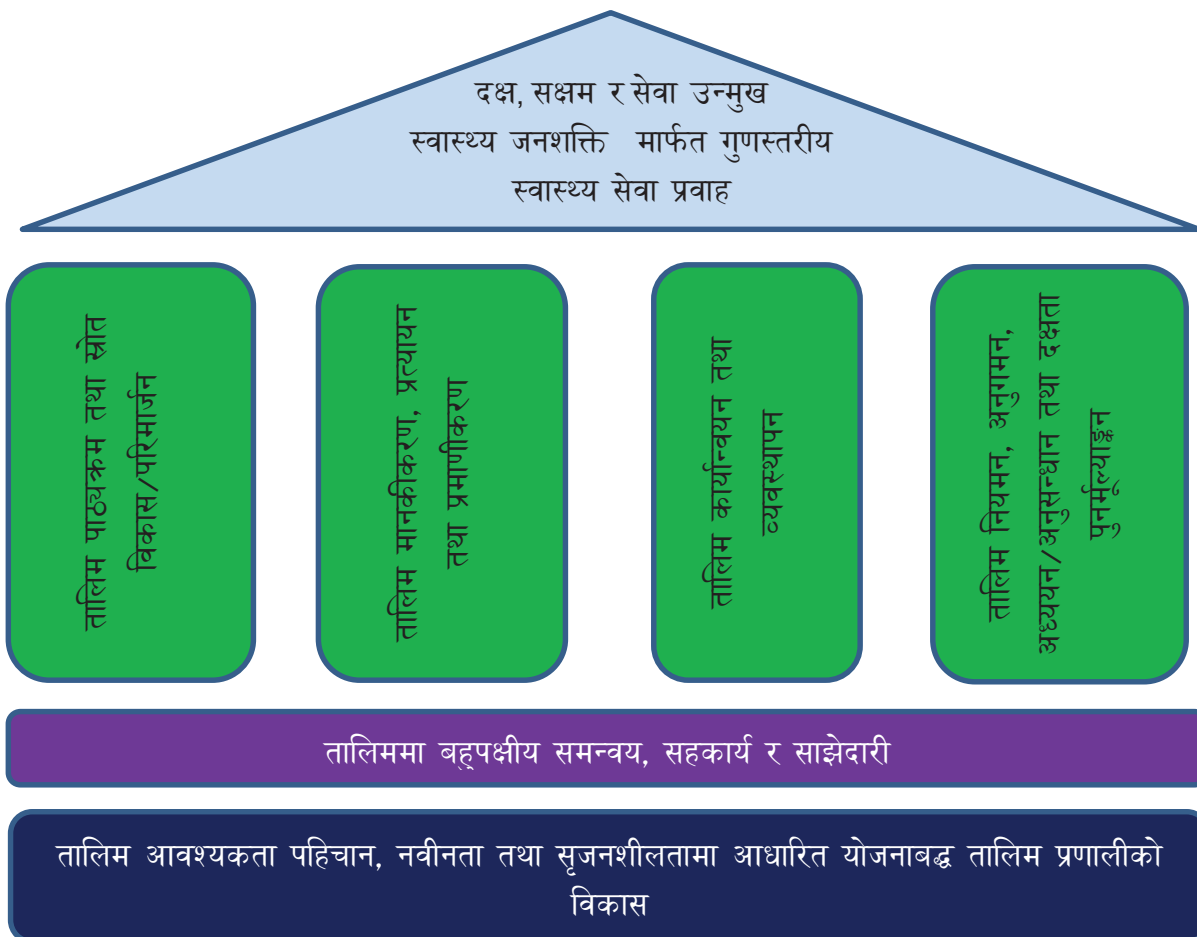 दक्ष, सक्षम र सेवा उन्मुख
स्वास्थ्य जनशक्ति मार्फत गुणस्तरीय
स्वास्थ्य सेवा प्रवाह
तालिम पाठ्यक्रम तथा स्रोत
विकास/परिमार्जन
तालिम मानकीकरण, प्रत्यायन
तथा प्रमाणीकरण
तालिम कार्यान्वयन तथा
व्यवस्थापन
तालिम नियमन, अनुगमन,
अध्ययन/अनुसन्धान तथा दक्षता
पुनर्मूल्याङ्कन
तालिममा बहुपक्षीय समन्वय, सहकार्य र साझेदारी
तालिम आवश्यकता पहिचान, नवीनता तथा सृजनशीलतामा आधारित योजनाबद्ध तालिम प्रणालीको
विकास